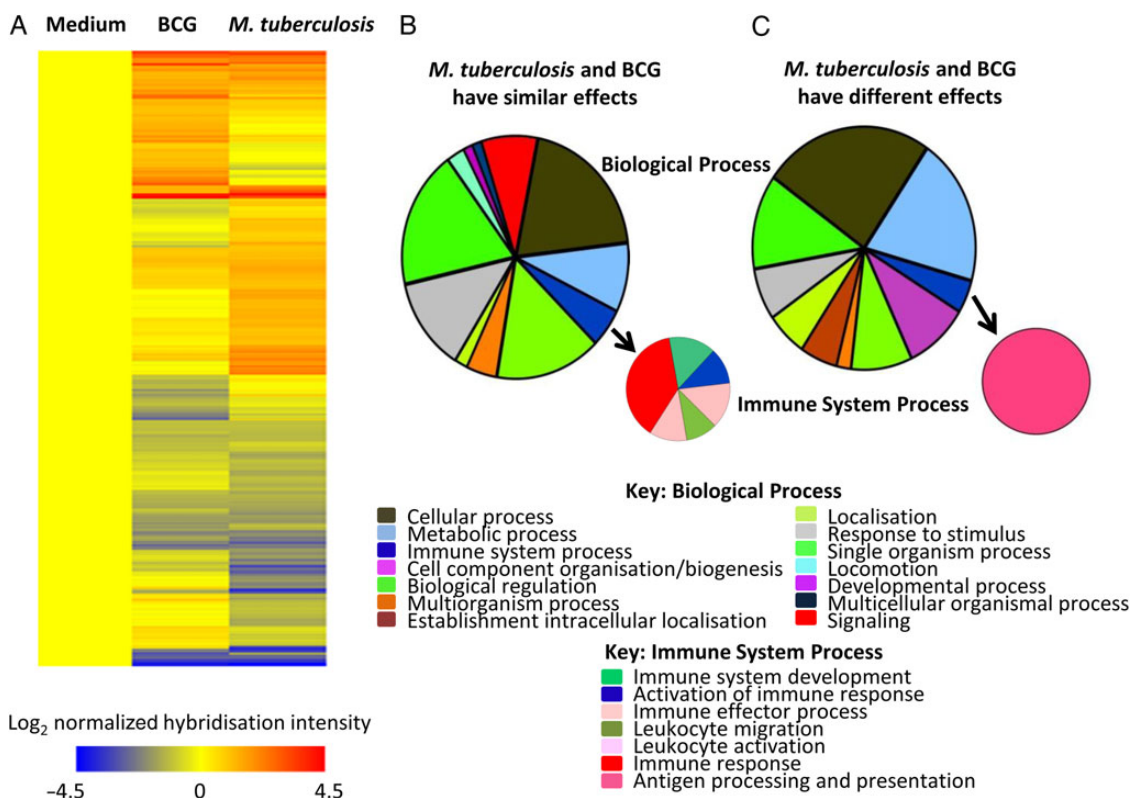 A
Medium
BCG
M. tuberculosis
B
C
M. tuberculosis and BCG
have similar effects
M. tuberculosis and BCG
have different effects
Biological Process
Immune System Process
Log2 normalized hybridisation intensity
−4.5
0
4.5
Key: Biological Process
Cellular process
Metabolic process
Immune system process
Cell component organisation/biogenesis
Biological regulation
Multiorganism process
Establishment intracellular localisation
Localisation
Response to stimulus
Single organism process
Locomotion
Developmental process
Multicellular organismal process
Signaling
Key: Immune System Process
Immune system development
Activation of immune response
Immune effector process
Leukocyte migration
Leukocyte activation
Immune response
Antigen processing and presentation